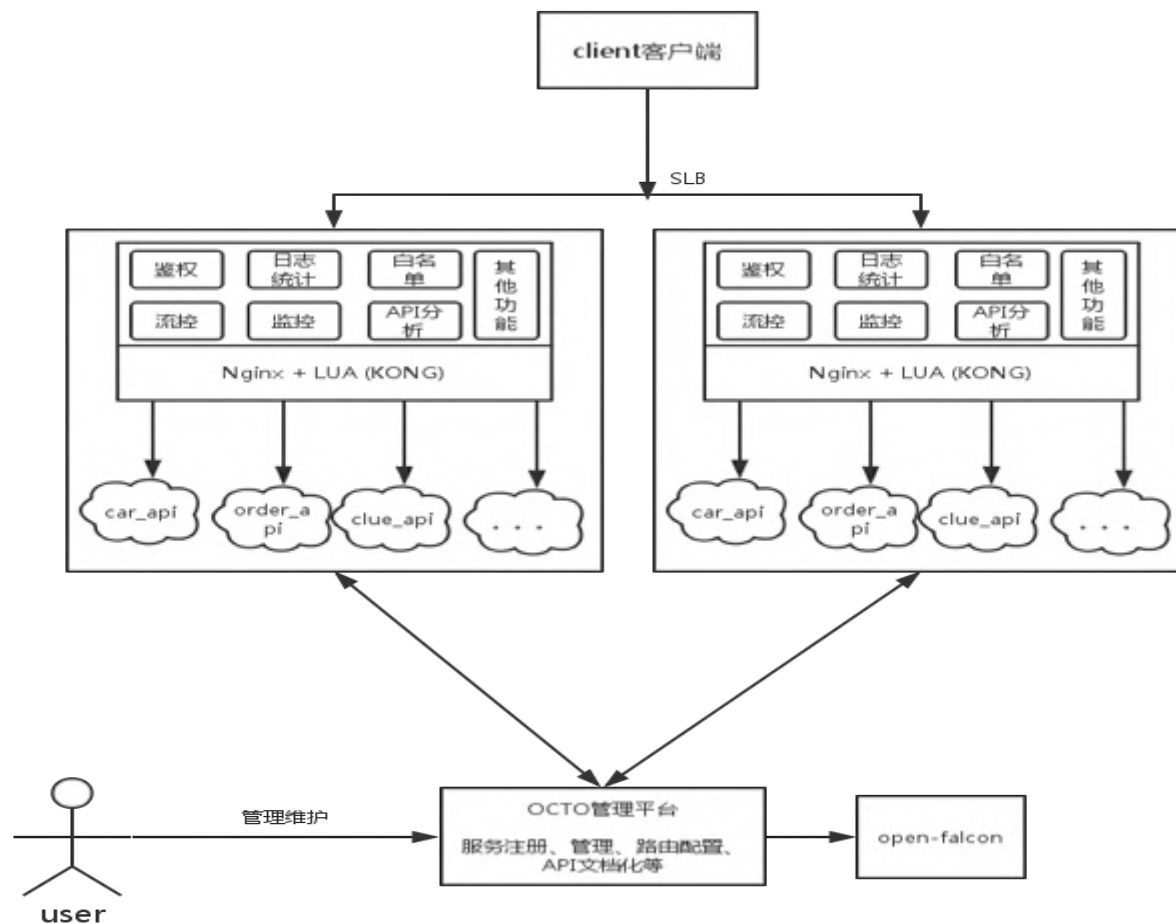 client客户端
SLB
鉴权
日志
统计
白名
单
其
他
功
能
流控
监控
API分
析
Nginx + LUA (KONG)
car_api
order_a
pi
clue_api
...
鉴权
日志
统计
白名
单
其
他
功
能
流控
监控
API分
析
Nginx + LUA (KONG)
car_api
order_a
pi
clue_api
...
管理维护
user
OCTO管理平台
服务注册、管理、路由配置、
API文档化等
open-falcon